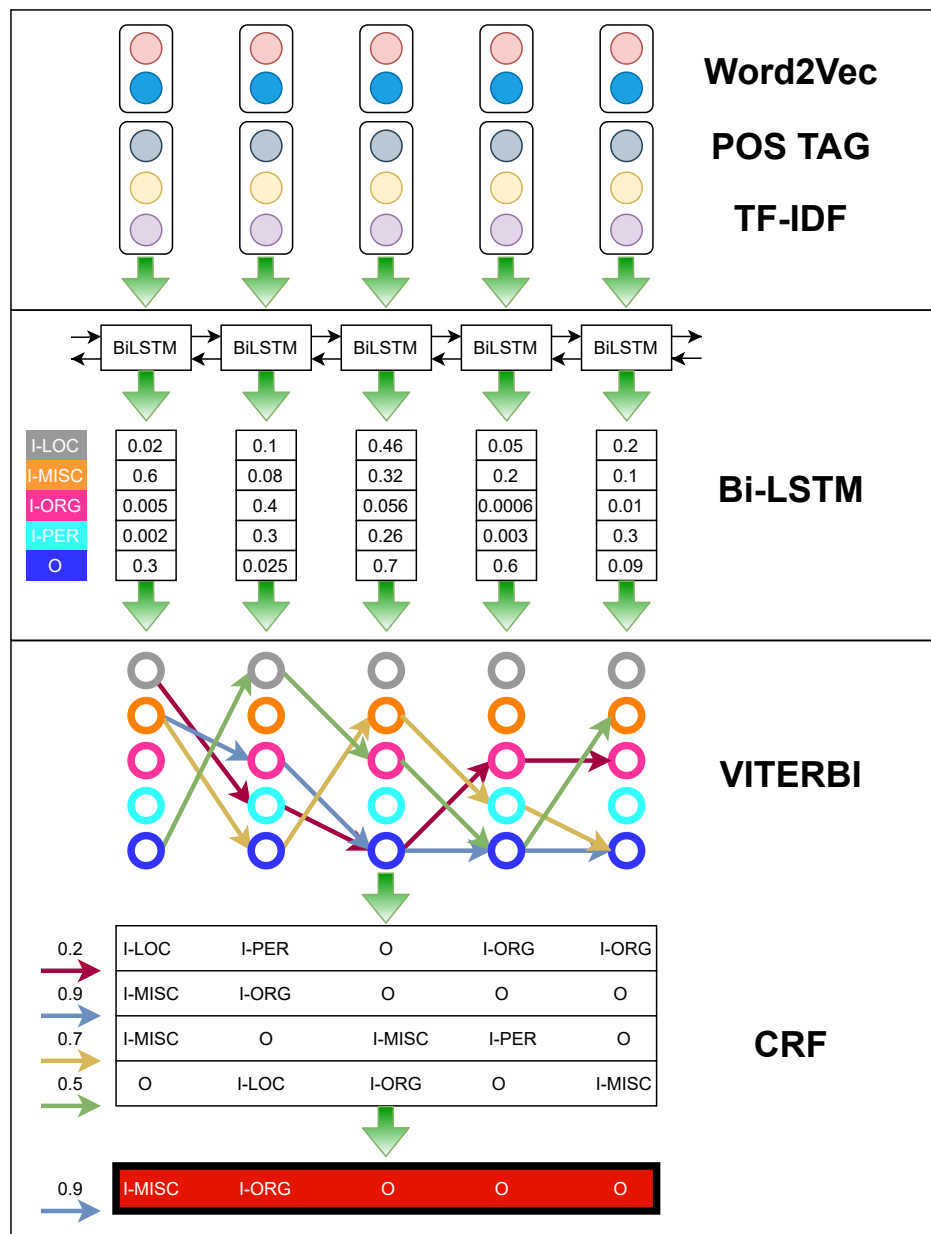 Word2Vec
POS TAG
TF-IDF
BiLSTM BiLSTM BiLSTM BiLSTM BiLSTM
I-LOC 0.02 0.1 0.46 0.05 0.2
I-MISC 0.6 0.08 0.32 0.2 0.1
I-ORG 0.005 0.4 0.056 0.0006 0.01
I-PER 0.002 0.3 0.26 0.003 0.3
O 0.3 0.025 0.7 0.6 0.09
Bi-LSTM
VITERBI
0.2 I-LOC I-PER O I-ORG I-ORG
0.9 I-MISC I-ORG O O O
0.7 I-MISC O I-MISC I-PER O
0.5 O I-LOC I-ORG O I-MISC
CRF
0.9 I-MISC I-ORG O O O